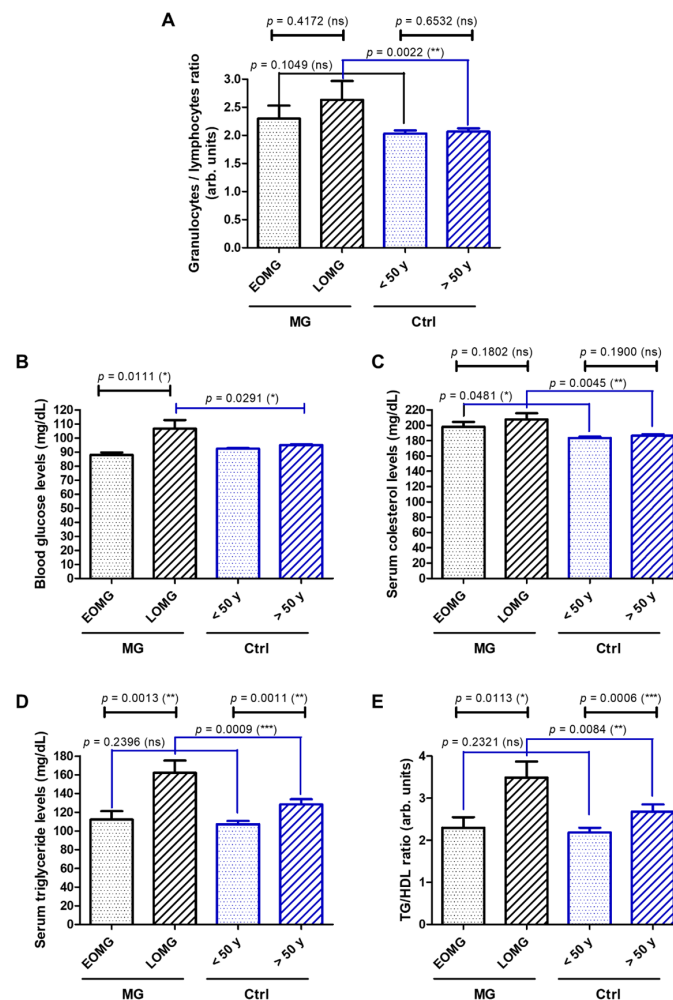 A
p = 0.4172 (ns) p = 0.6532 (ns)
p = 0.0022 (**)
p = 0.1049 (ns)
Granulocytes / lymphocytes ratio
(arb. units)
3.0
2.5
2.0
1.5
1.0
0.5
0.0
EOMG LOMG < 50 y > 50 y
MG Ctrl
B
p = 0.0111 (*)
p = 0.0291 (*)
Blood glucose levels (mg/dL)
120
110
100
90
80
70
60
50
40
30
20
10
0
EOMG LOMG < 50 y > 50 y
MG Ctrl
C
p = 0.1802 (ns) p = 0.1900 (ns)
p = 0.0481 (*) p = 0.0045 (**)
Serum colesterol levels (mg/dL)
220
200
180
160
140
120
100
80
60
40
20
0
EOMG LOMG < 50 y > 50 y
MG Ctrl
D
p = 0.0013 (**) p = 0.0011 (**)
p = 0.0009 (***)
p = 0.2396 (ns)
Serum triglyceride levels (mg/dL)
180
160
140
120
100
80
60
40
20
0
EOMG LOMG < 50 y > 50 y
MG Ctrl
E
p = 0.0113 (*) p = 0.0006 (***)
p = 0.0084 (**)
p = 0.2321 (ns)
TG/HDL ratio (arb. units)
4
3
2
1
0
EOMG LOMG < 50 y > 50 y
MG Ctrl